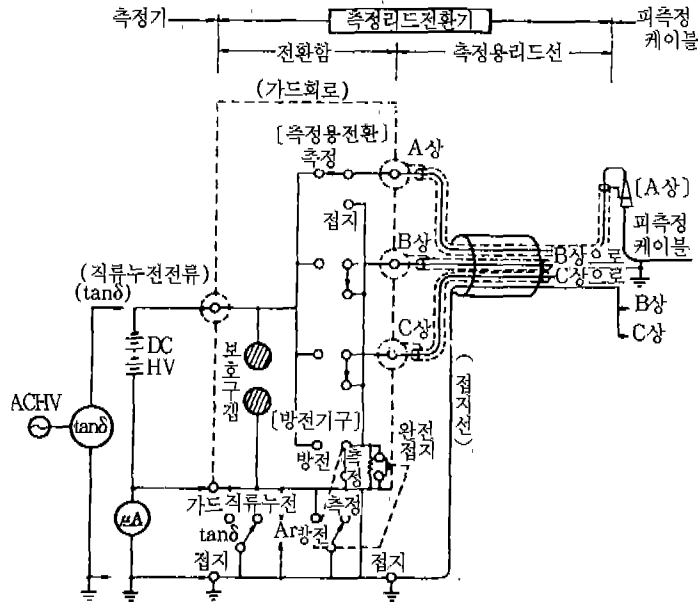 측정기
측정리드전환기
피측정
케이블
전환함
측정용리드선
(가드회로)
[측정용전환]
측정
A상
접지
[A상]
피측정
케이블
B상
B상으로
C상으로
(직류누전전류)
(tanδ)
B상
C상
DC
HV
보호구갭
C상
ACHV
tanδ
[방전기구]
방전
측정
완전
접지
(접지선)
μA
가드
직류누전
tanδ
Ar
방전
측정
접지
접지